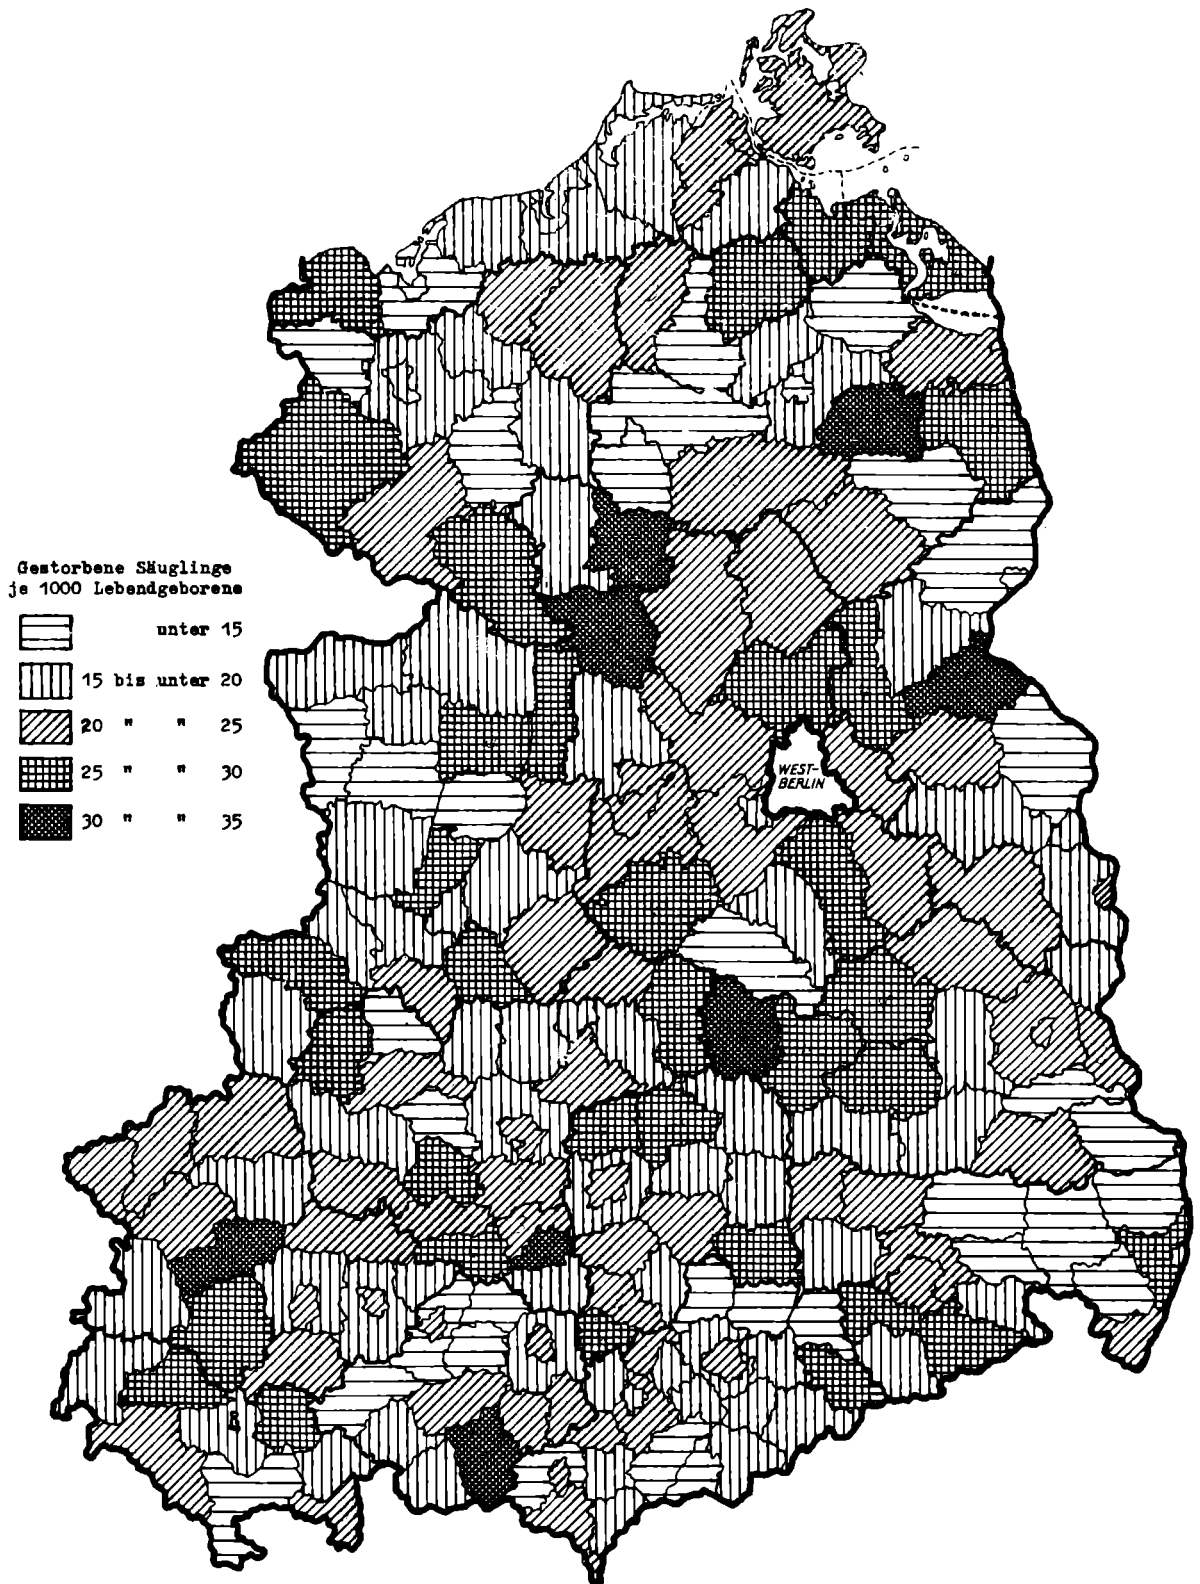 Gestorbene Säuglinge
je 1000 Lebendgeborene
unter 15
15 bis unter 20
20 " " 25
25 " " 30
30 " " 35
WEST-
BERLIN